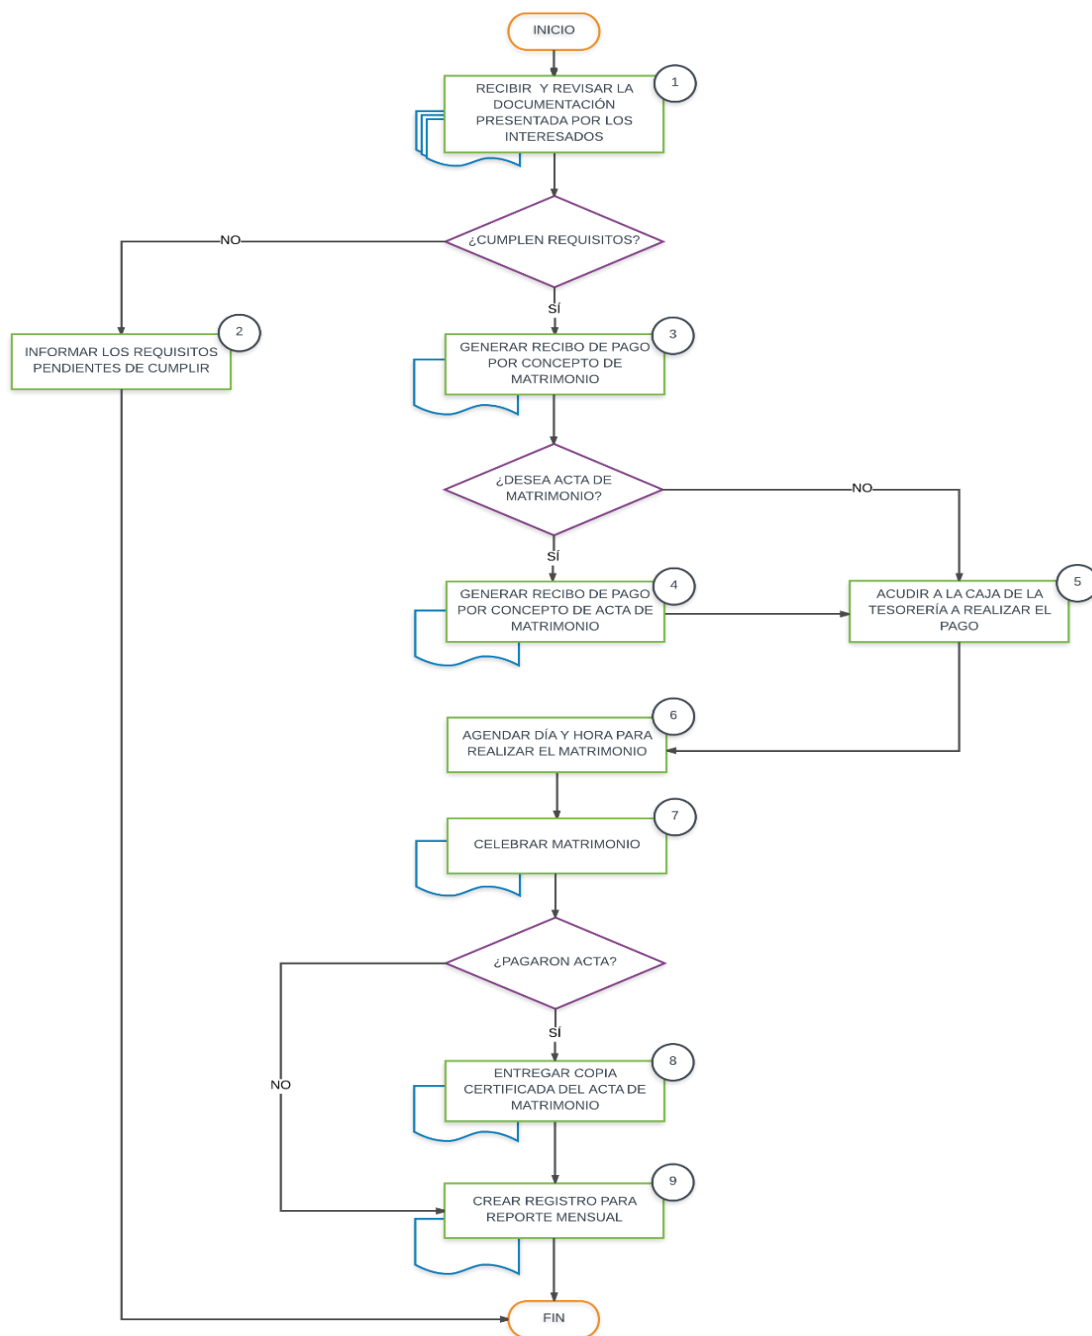 INICIO
1
RECIBIR Y REVISAR LA
DOCUMENTACIÓN
PRESENTADA POR LOS
INTERESADOS
¿CUMPLEN REQUISITOS?
NO
SÍ
2
INFORMAR LOS REQUISITOS
PENDIENTES DE CUMPLIR
3
GENERAR RECIBO DE PAGO
POR CONCEPTO DE
MATRIMONIO
¿DESEA ACTA DE
MATRIMONIO?
NO
SÍ
4
GENERAR RECIBO DE PAGO
POR CONCEPTO DE ACTA DE
MATRIMONIO
5
ACUDIR A LA CAJA DE LA
TESORERÍA A REALIZAR EL
PAGO
6
AGENDAR DÍA Y HORA PARA
REALIZAR EL MATRIMONIO
7
CELEBRAR MATRIMONIO
¿PAGARON ACTA?
SÍ
NO
8
ENTREGAR COPIA
CERTIFICADA DEL ACTA DE
MATRIMONIO
9
CREAR REGISTRO PARA
REPORTE MENSUAL
FIN